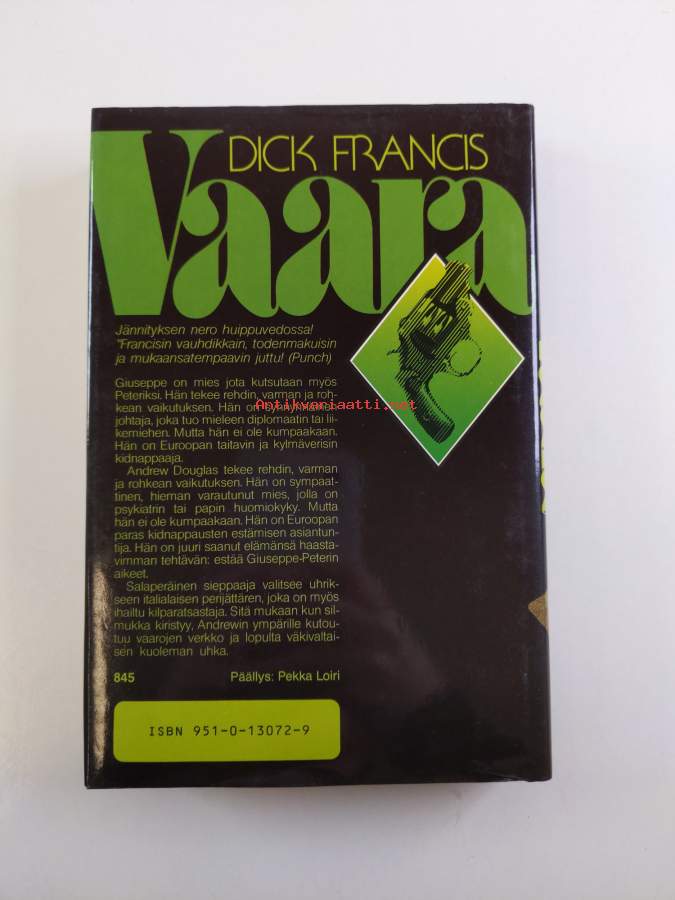 DICK FRANCIS
Vaara
Jännityksen nero huippuvedossa!
"Francisin vauhdikkain, todenmakuisin
ja mukaansatempaavin juttu! (Punch)
Giuseppe on mies jota kutsutaan myös
Peteriksi. Hän tekee rehdin, varman ja roh-
kean vaikutuksen. Hän on
johtaja, joka tuo mieleen diplomaatin tai lii-
kemiehen. Mutta hän ei ole kumpaakaan.
Hän on Euroopan taitavin ja kylmäverisin
kidnappaaja.
Andrew Douglas tekee rehdin, varman
ja rohkean vaikutuksen. Hän on sympaat-
tinen, hieman varautunut mies, jolla on
psykiatrin tai papin huomiokyky. Mutta
hän ei ole kumpaakaan. Hän on Euroopan
paras kidnappausten estämisen asiantun-
tija. Hän on juuri saanut elämänsä haasta-
vimman tehtävän: estää Giuseppe-Peterin
aikeet.
Salaperäinen sieppaaja valitsee uhrik-
seen italialaisen perijättären, joka on myös
ihailtu kilparatsastaja. Sitä mukaan kun sil-
mukka kiristyy, Andrewin ympärille kutou-
tuu vaarojen verkko ja lopulta väkivaltai-
sen kuoleman uhka.
845 Päällys: Pekka Loiri
ISBN 951-0-13072-9
Antikvariaatti.net